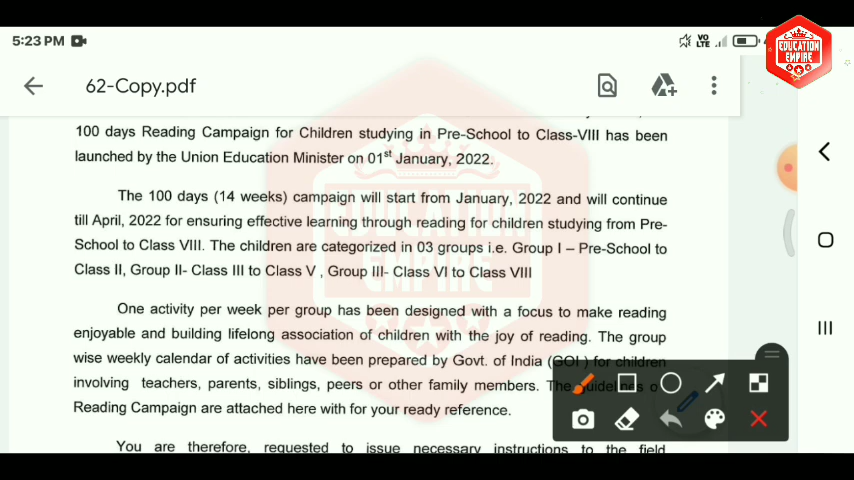 5:23 PM
VO
LTE
EDUCATION
EMPIRE
62-Copy.pdf
100 days Reading Campaign for Children studying in Pre-School to Class-VIII has been
launched by the Union Education Minister on 01st January, 2022.
The 100 days (14 weeks) campaign will start from January, 2022 and will continue
till April, 2022 for ensuring effective learning through reading for children studying from Pre-
School to Class VIII. The children are categorized in 03 groups i.e. Group I – Pre-School to
Class II, Group II- Class III to Class V , Group III- Class VI to Class VIII
EDUCATION
EMPIRE
One activity per week per group has been designed with a focus to make reading
enjoyable and building lifelong association of children with the joy of reading. The group
wise weekly calendar of activities have been prepared by Govt. of India (GOI) for children
involving teachers, parents, siblings, peers or other family members. The guidelines of
Reading Campaign are attached here with for your ready reference.
You are therefore, requested to issue necessary instructions to the field